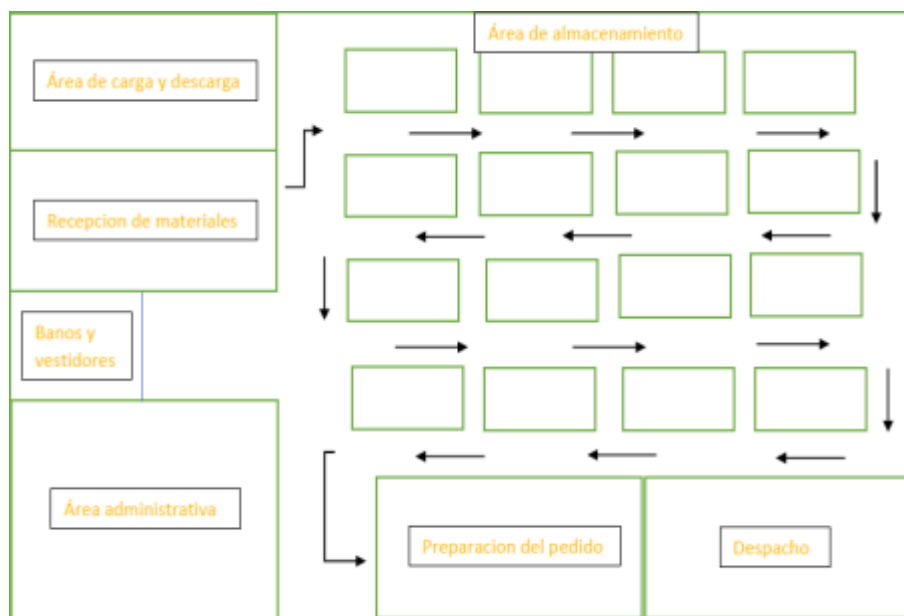 Área de almacenamiento
Área de carga y descarga
Recepcion de materiales
Banos y
vestidores
Área administrativa
Preparacion del pedido
Despacho